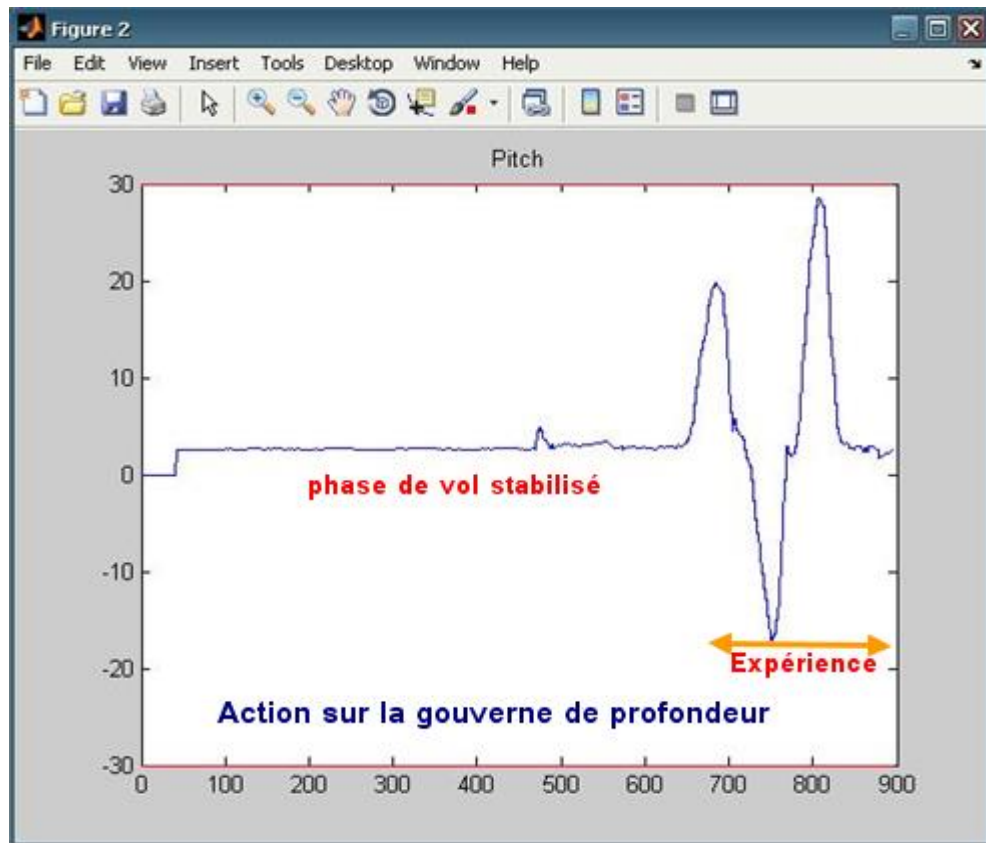 Figure 2
File Edit View Insert Tools Desktop Window Help
Pitch
30
20
10
0
-10
-20
-30
phase de vol stabilisé
Expérience
Action sur la gouverne de profondeur
0 100 200 300 400 500 600 700 800 900